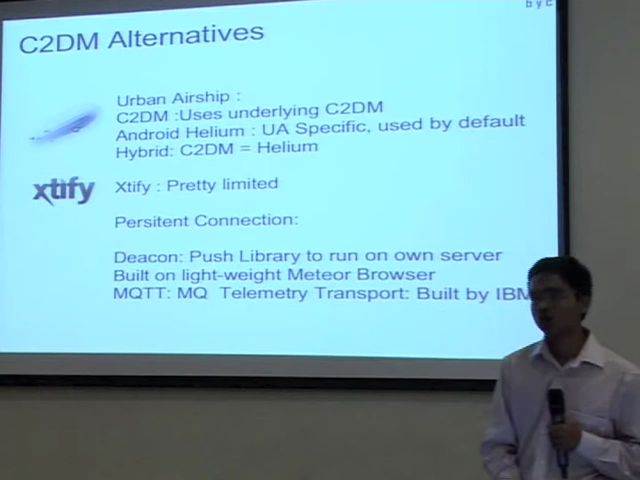 C2DM Alternatives
Urban Airship :
C2DM :Uses underlying C2DM
Android Helium : UA Specific, used by default
Hybrid: C2DM = Helium
xtify
Xtify : Pretty limited
Persitent Connection:
Deacon: Push Library to run on own server
Built on light-weight Meteor Browser
MQTT: MQ Telemetry Transport: Built by IBM